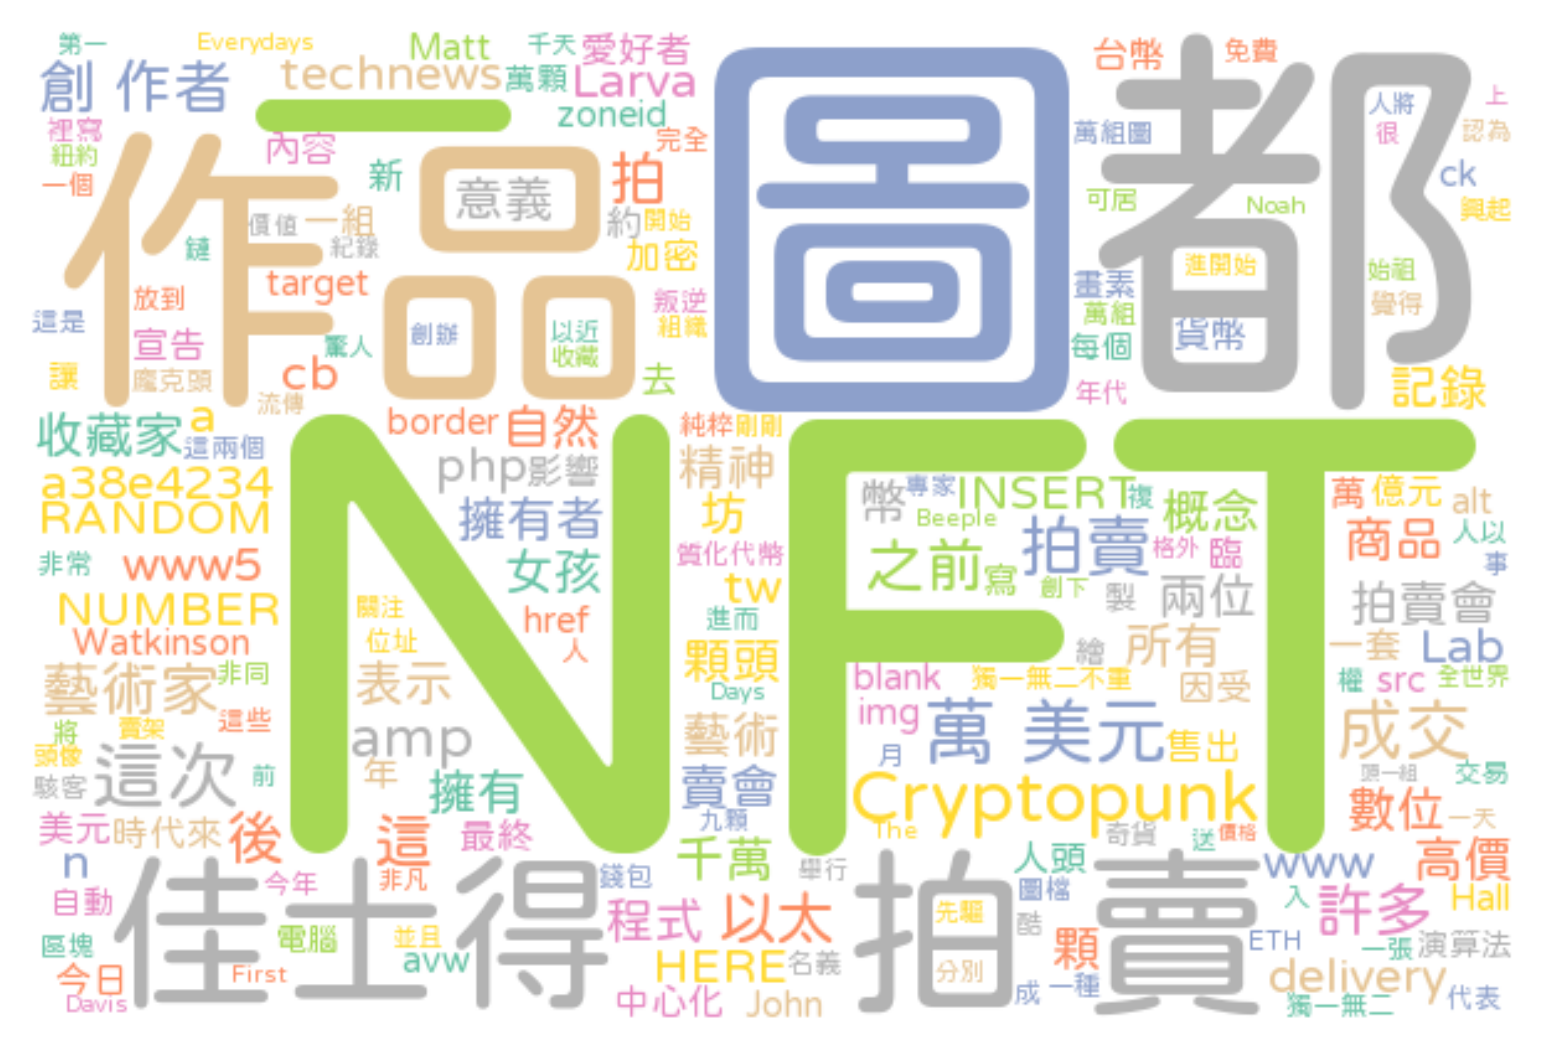 第一
Everydays
Matt
千天
愛好者
台幣
免費
創 作者
technews
萬顆
Larva
zoneid
都
圖
人將
上
裡寫
一
完全
萬組圖
很
認為
紐約
內容
新
拍
ck
一個
作品
意義
可居
Noah
興起
價值
一組
約
開始
鏈
紀錄
加密
進開始
始祖
放到
target
叛逆
畫素
覺得
這是
創辦
以近
組織
萬組
貨幣
宣告
驚人
收藏
每個
讓
龐克頭
cb
去
年代
記錄
流傳
收藏家
a
border
自然
純粹
剛剛
這兩個
NFT
php
影響
精神
a38e4234
幣
專家
INSERT
複
概念
萬
億元
alt
RANDOM
擁有者
坊
Beeple
拍賣
商品
人以
非常
www5
女孩
質化代幣
之前
格外
臨
事
NUMBER
關注
href
tw
寫
創下
製
兩位
拍賣會
Watkinson
位址
人
進而
繪
所有
一套
Lab
藝術家
非同
表示
顆頭
blank
獨一無二不重
因受
權
src
全世界
Days
將
賣架
這些
amp
藝術
img
萬 美元
售出
成交
頭像
月
駭客
這次
前
年
擁有
賣會
Cryptopunk
頭一組
交易
美元
時代來
後
這
最終
九顆
The
奇貨
送
價格
數位
一天
n
今年
非凡
千萬
舉行
人頭
www
高價
自動
佳士得
錢包
拍賣
圖檔
入
許多
Hall
區塊
電腦
並且
程式
以太
先驅
酷
顆
ETH
一張
演算法
今日
First
avw
HERE
名義
分別
delivery
Davis
中心化
John
成
一種
獨一無二
代表